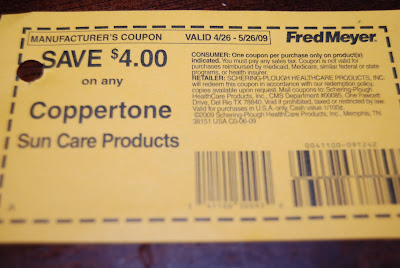 MANUFACTURER'S COUPON
VALID 4/26 - 5/26/09
FredMeyer
SAVE $4.00
on any
Coppertone
Sun Care Products
CONSUMER: One coupon per purchase only on product(s)
indicated. You must pay any sales tax. Coupon is not valid for
purchases reimbursed by medicaid, Medicare, similar federal or state
programs, or health insurer.
RETAILER: SCHERING-PLOUGH HEALTHCARE PRODUCTS, INC.
will redeem this coupon in accordance with our redemption policy,
copies available upon request. Mail coupons to: Schering-Plough
HealthCare Products, Inc., CMS Department #00085, One Fawcett
Drive, Del Rio TX 78840. Void if prohibited, taxed or restricted by law.
Valid for purchases in U.S.A. only. Cash value 1/100¢.
©2009 Schering-Plough HealthCare Products, Inc., Memphis, TN
38151 USA
0041100-091242